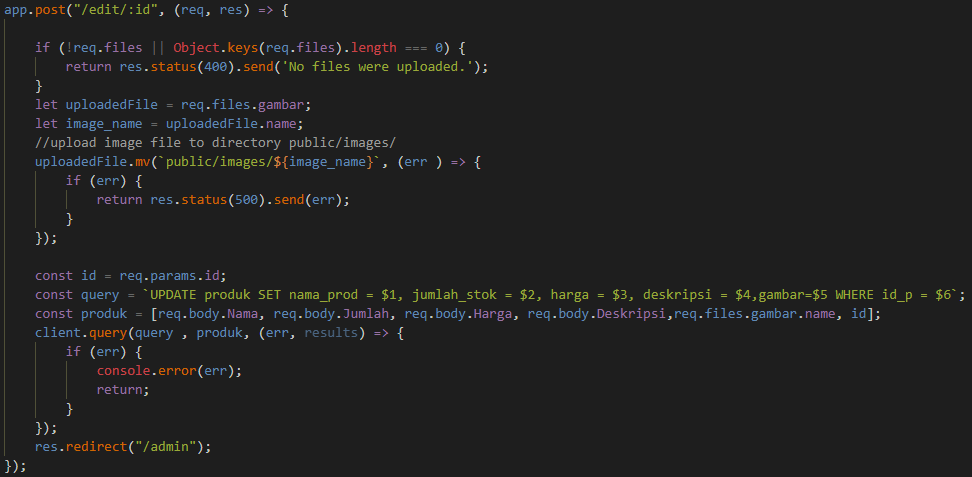 app.post("/edit/:id", (req, res) => {
if (!req.files || Object.keys(req.files).length === 0) {
return res.status(400).send('No files were uploaded.');
}
let uploadedFile = req.files.gambar;
let image_name = uploadedFile.name;
//upload image file to directory public/images/
uploadedFile.mv(`public/images/${image_name}`, (err ) => {
if (err) {
return res.status(500).send(err);
}
});
const id = req.params.id;
const query = `UPDATE produk SET nama_prod = $1, jumlah_stok = $2, harga = $3, deskripsi = $4,gambar=$5 WHERE id_p = $6`;
const produk = [req.body.Nama, req.body.Jumlah, req.body.Harga, req.body.Deskripsi,req.files.gambar.name, id];
client.query(query , produk, (err, results) => {
if (err) {
console.error(err);
return;
}
});
res.redirect("/admin");
});